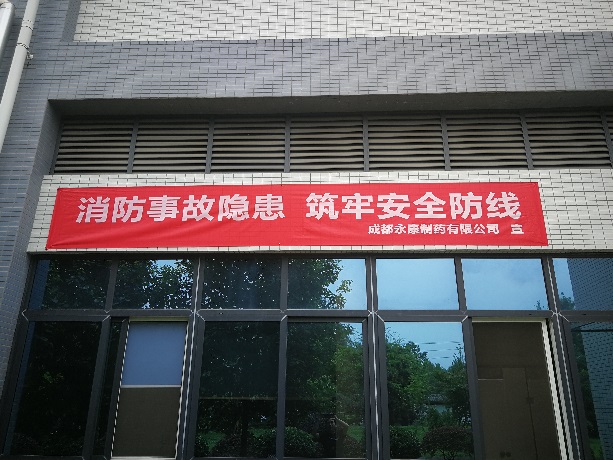 消防事故隐患 筑牢安全防线
成都永康制药有限公司 宣